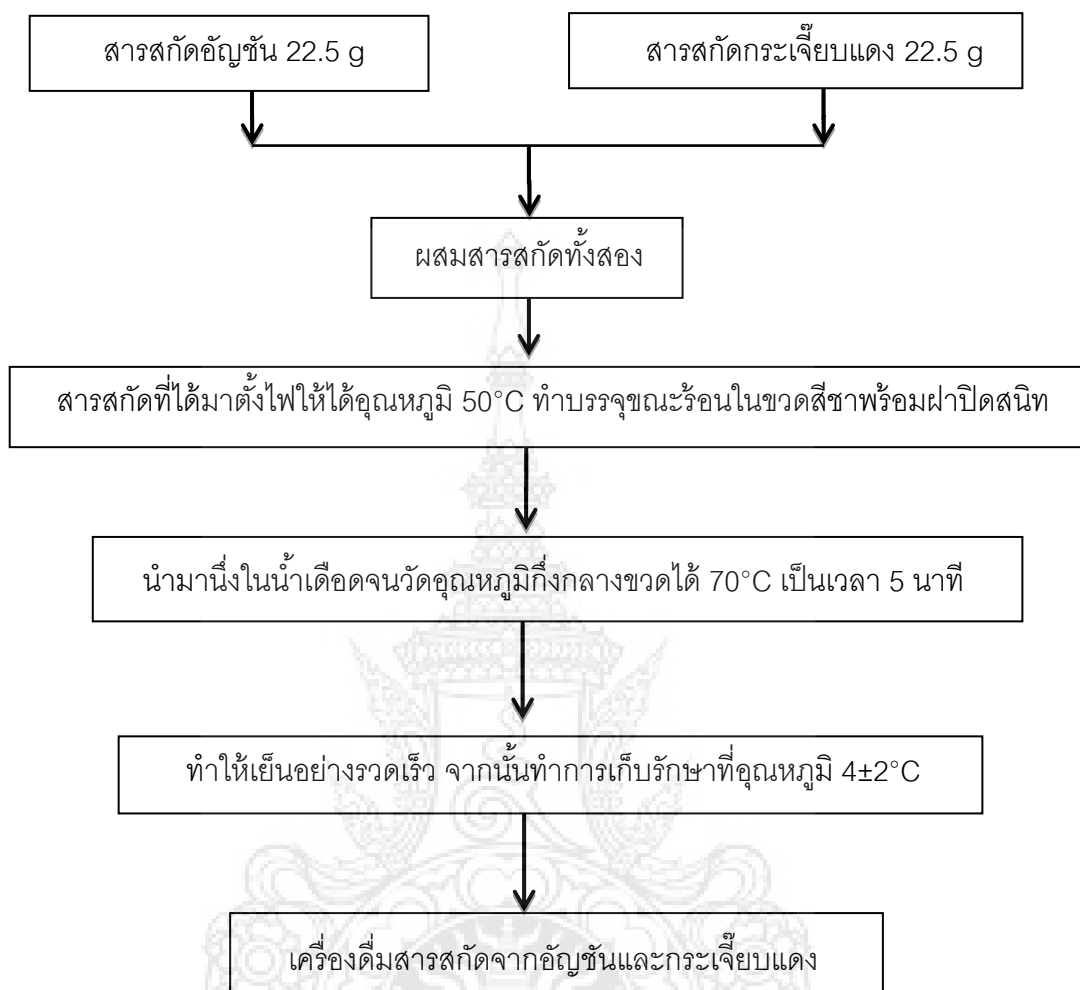 สารสกัดอัญชัน 22.5 g
สารสกัดกระเจี๊ยบแดง 22.5 g
ผสมสารสกัดทั้งสอง
สารสกัดที่ได้มาตั้งไฟให้ได้อุณหภูมิ 50°C ทำบรรจุขณะร้อนในขวดสีชาพร้อมฝาปิดสนิท
นำมานึ่งในน้ำเดือดจนวัดอุณหภูมิกึ่งกลางขวดได้ 70°C เป็นเวลา 5 นาที
ทำให้เย็นอย่างรวดเร็ว จากนั้นทำการเก็บรักษาที่อุณหภูมิ 4±2°C
เครื่องดื่มสารสกัดจากอัญชันและกระเจี๊ยบแดง